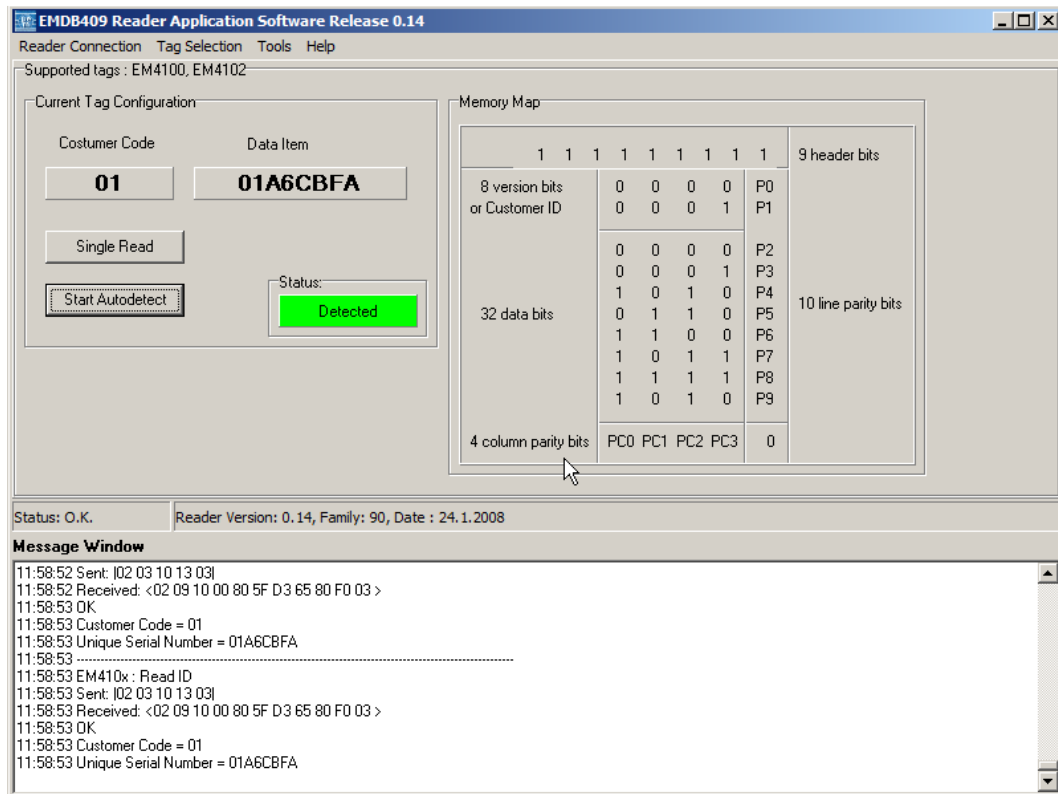 EMDB409 Reader Application Software Release 0.14
Reader Connection Tag Selection Tools Help
Supported tags : EM4100, EM4102
Current Tag Configuration
Costumer Code Data Item
01 01A6CBFA
Single Read
Start Autodetect
Status:
Detected
Memory Map
1 1 1 1 1 1 1 1 1 9 header bits
8 version bits 0 0 0 0 P0
or Customer ID 0 0 0 1 P1
0 0 0 0 P2
0 0 0 1 P3
1 0 1 0 P4
32 data bits 0 1 1 0 P5 10 line parity bits
1 1 0 0 P6
1 0 1 1 P7
1 1 1 1 P8
1 0 1 0 P9
4 column parity bits PC0 PC1 PC2 PC3 0
Status: O.K. Reader Version: 0.14, Family: 90, Date : 24.1.2008
Message Window
11:58:52 Sent: |02 03 10 13 03|
11:58:52 Received: <02 09 10 00 80 5F D3 65 80 F0 03 >
11:58:53 OK
11:58:53 Customer Code = 01
11:58:53 Unique Serial Number = 01A6CBFA
11:58:53 ----------------------------------------------------------------------------------------------------
11:58:53 EM410x : Read ID
11:58:53 Sent: |02 03 10 13 03|
11:58:53 Received: <02 09 10 00 80 5F D3 65 80 F0 03 >
11:58:53 OK
11:58:53 Customer Code = 01
11:58:53 Unique Serial Number = 01A6CBFA